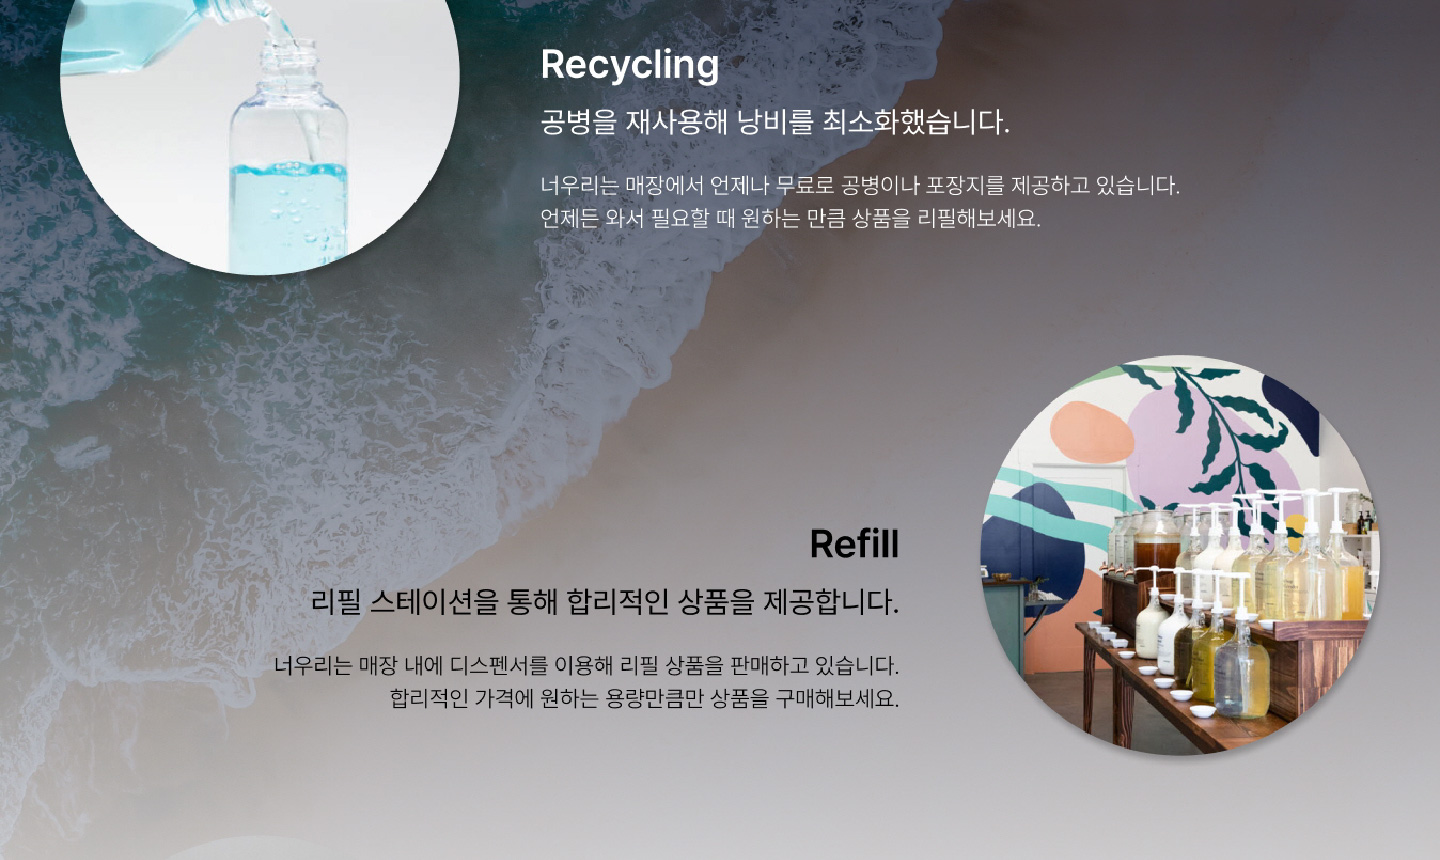 Recycling
공병을 재사용해 낭비를 최소화했습니다.
너우리는 매장에서 언제나 무료로 공병이나 포장지를 제공하고 있습니다.
언제든 와서 필요할 때 원하는 만큼 상품을 리필해보세요.
Refill
리필 스테이션을 통해 합리적인 상품을 제공합니다.
너우리는 매장 내에 디스펜서를 이용해 리필 상품을 판매하고 있습니다.
합리적인 가격에 원하는 용량만큼만 상품을 구매해보세요.